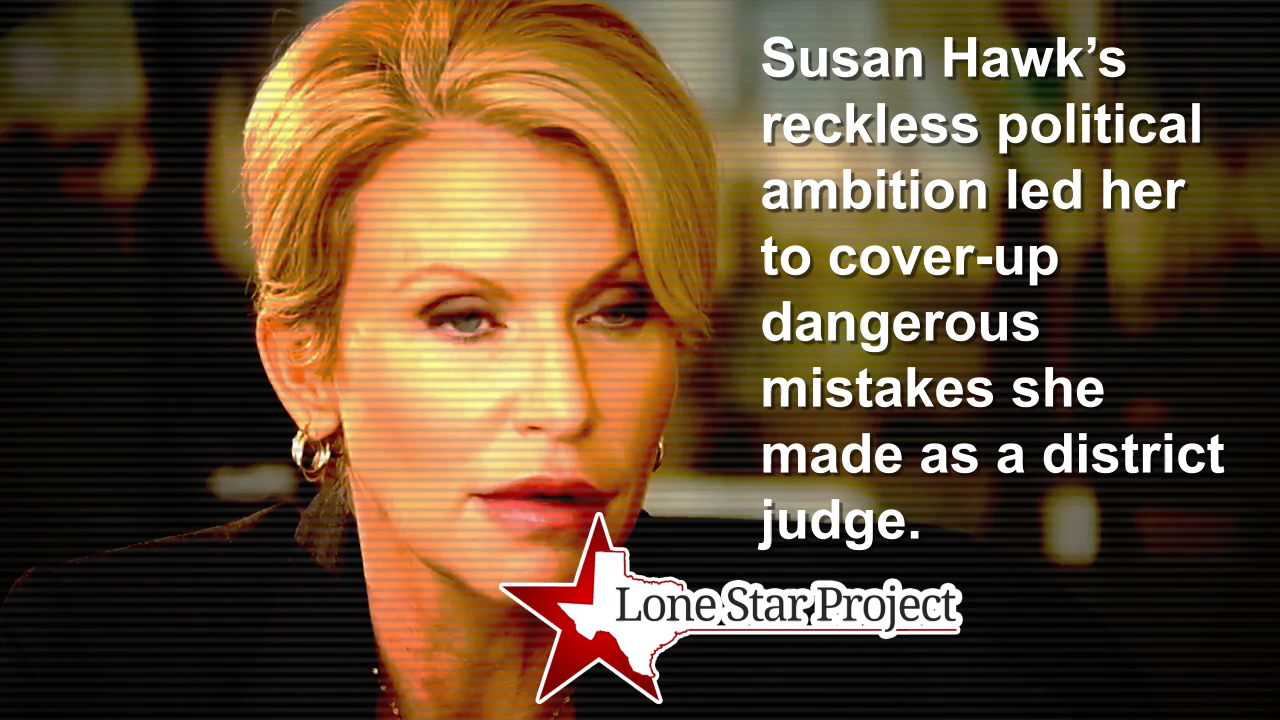 Susan Hawk’s
reckless political
ambition led her
to cover-up
dangerous
mistakes she
made as a district
judge.
Lone Star Project